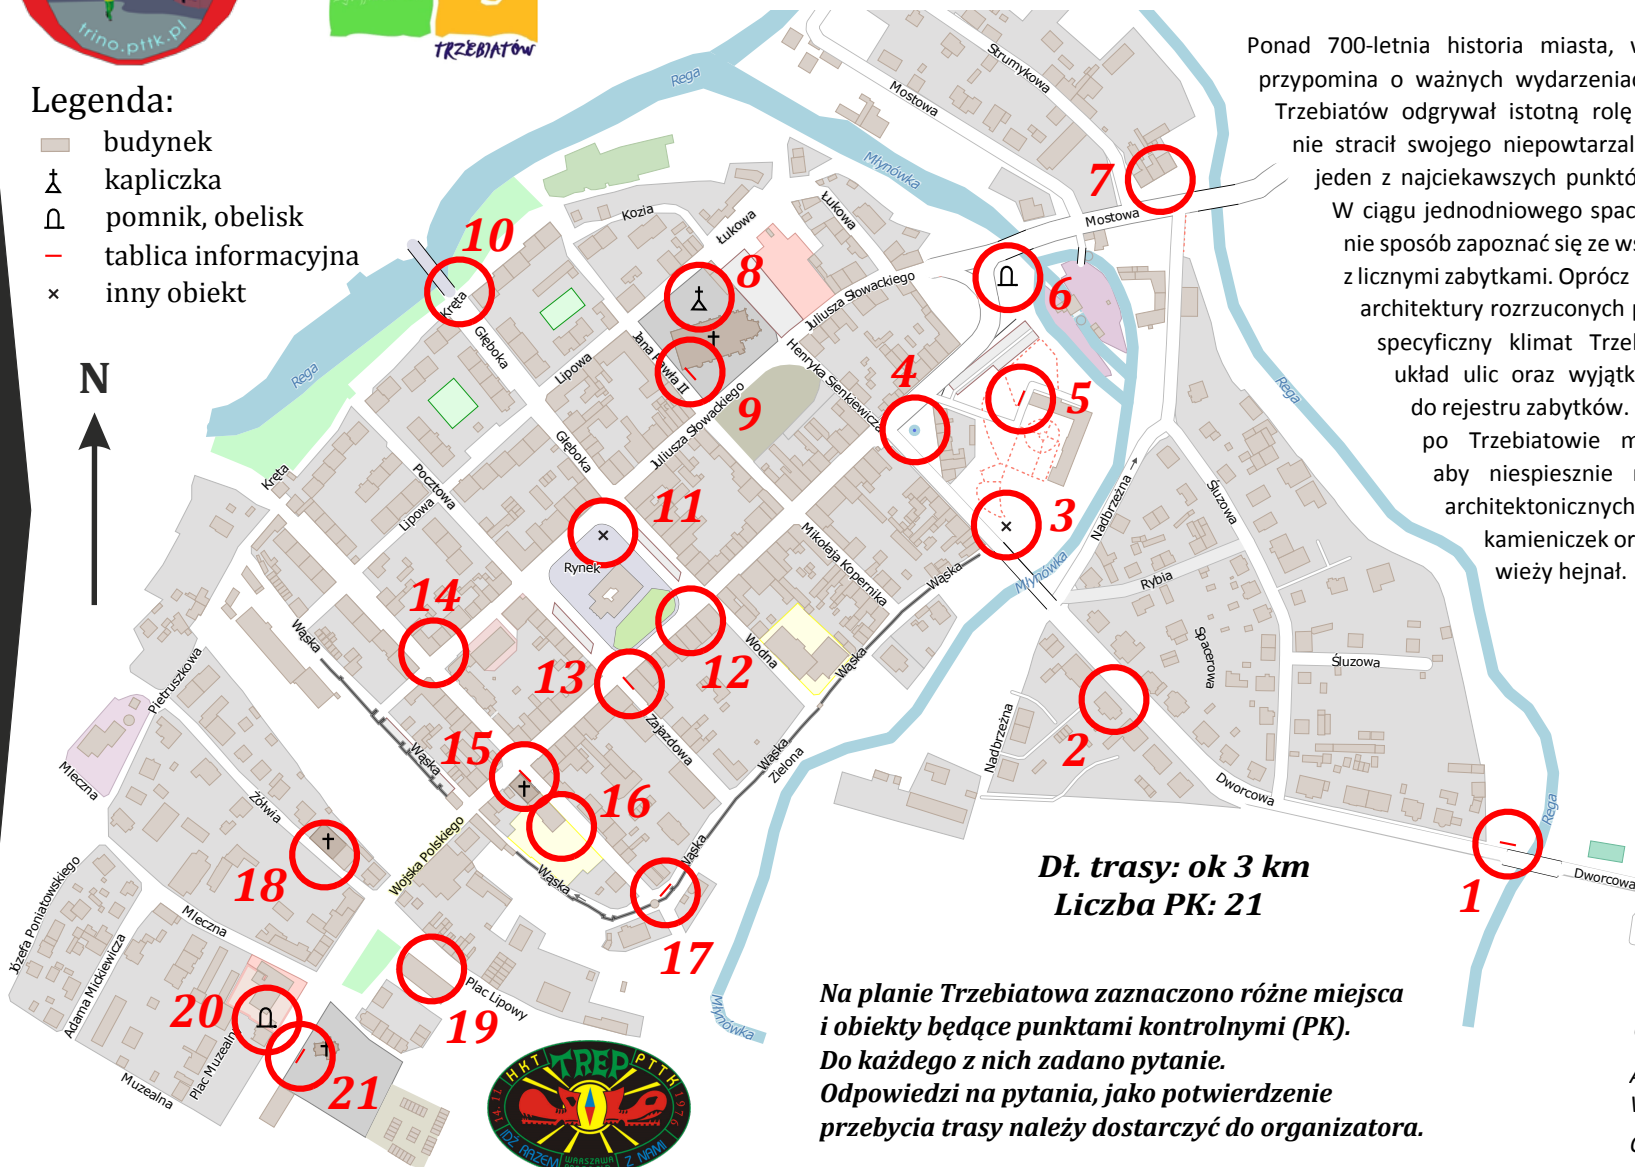 trino.pttk.pl
TRZEBIATÓW
Legenda:
budynek
kapliczka
pomnik, obelisk
tablica informacyjna
inny obiekt
N
Ponad 700-letnia historia miasta, w
przypomina o ważnych wydarzeniac
Trzebiatów odgrywał istotną rolę
nie stracił swojego niepowtarzal
jeden z najciekawszych punktó
W ciągu jednodniowego spac
nie sposób zapoznać się ze ws
z licznymi zabytkami. Oprócz
architektury rozrzuconych p
specyficzny klimat Trzel
układ ulic oraz wyjątk
do rejestru zabytków.
po Trzebiatowie m
aby niespiesznie r
architektonicznych
kamieniczek or
wieży hejnał.
Rega
Strumykowa
Mostowa
Młynówka
7
Mostowa
Kozia
Łukowa
Łukowa
10
8
6
Juliusza Słowackiego
Kręta
Głęboka
Jana Pawła II
Lipowa
Henryka Sienkiewicza
4
5
9
Rega
Rega
Juliusza Słowackiego
Głęboka
Kręta
Pocztowa
Lipowa
11
3
Nadbrzeżna
Śluzowa
Mikołaja Kopernika
Wąska
Młynówka
Rybia
Rynek
14
Wąska
Wodna
Wąska
12
13
Spacerowa
Śluzowa
Pietruszkowa
Zajazdowa
Nadbrzeżna
2
15
Wąska
Wąska
Zielona
Mleczna
Żółwia
16
Dworcowa
Rega
Wojska Polskiego
Wąska
Wąska
18
17
1
Dworcowa
Józefa Poniatowskiego
Mleczna
Adama Mickiewicza
Plac Lipowy
19
20
Plac Muzealny
Muzealna
21
Młynówka
Dł. trasy: ok 3 km
Liczba PK: 21
Na planie Trzebiatowa zaznaczono różne miejsca
i obiekty będące punktami kontrolnymi (PK).
Do każdego z nich zadano pytanie.
Odpowiedzi na pytania, jako potwierdzenie
przebycia trasy należy dostarczyć do organizatora.
14.12 HKT TREP PTTK 1976
IDŹ RAZEM Z NAMI
WARSZAWA